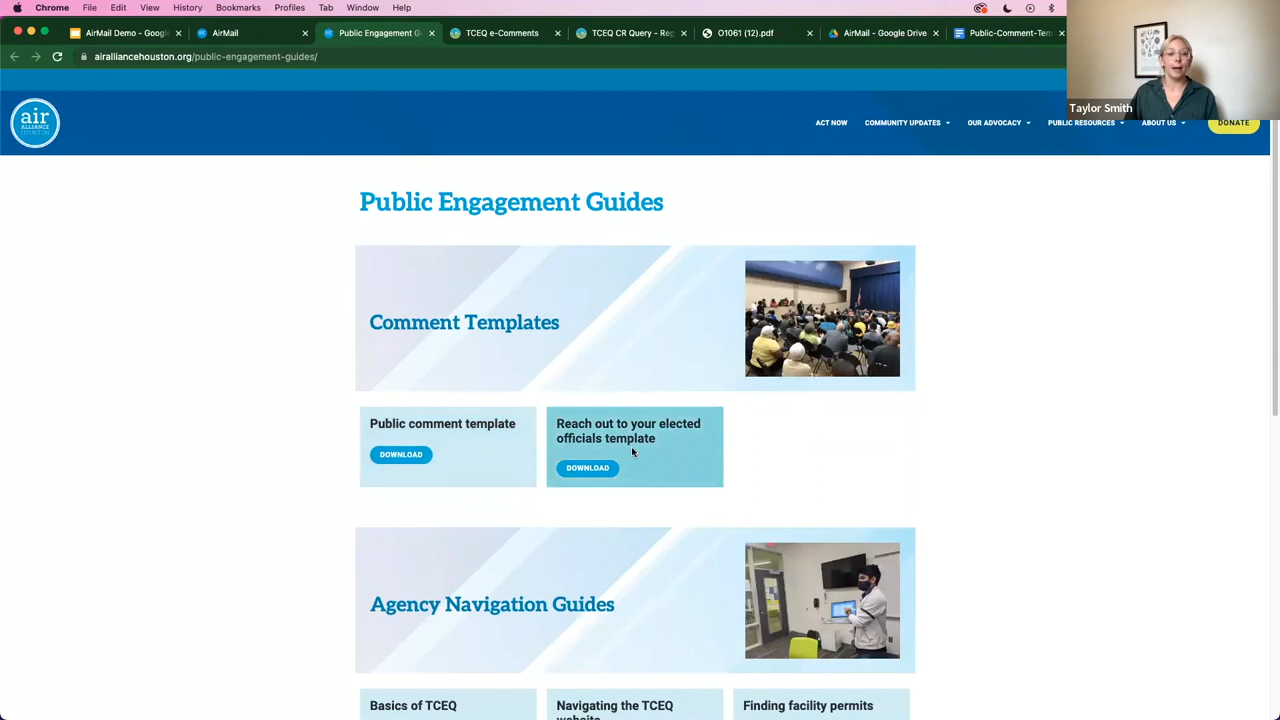 Chrome File Edit View History Bookmarks Profiles Tab Window Help
AirMail Demo - Google
AirMail
Public Engagement G
TCEQ e-Comments
TCEQ CR Query - Reg
O1061 (12).pdf
AirMail - Google Drive
Public-Comment-Tem
airalliancehouston.org/public-engagement-guides/
Taylor Smith
air
ALLIANCE
HOUSTON
ACT NOW COMMUNITY UPDATES OUR ADVOCACY PUBLIC RESOURCES ABOUT US DONATE
Public Engagement Guides
Comment Templates
Public comment template
DOWNLOAD
Reach out to your elected
officials template
DOWNLOAD
Agency Navigation Guides
Basics of TCEQ
Navigating the TCEQ
website
Finding facility permits